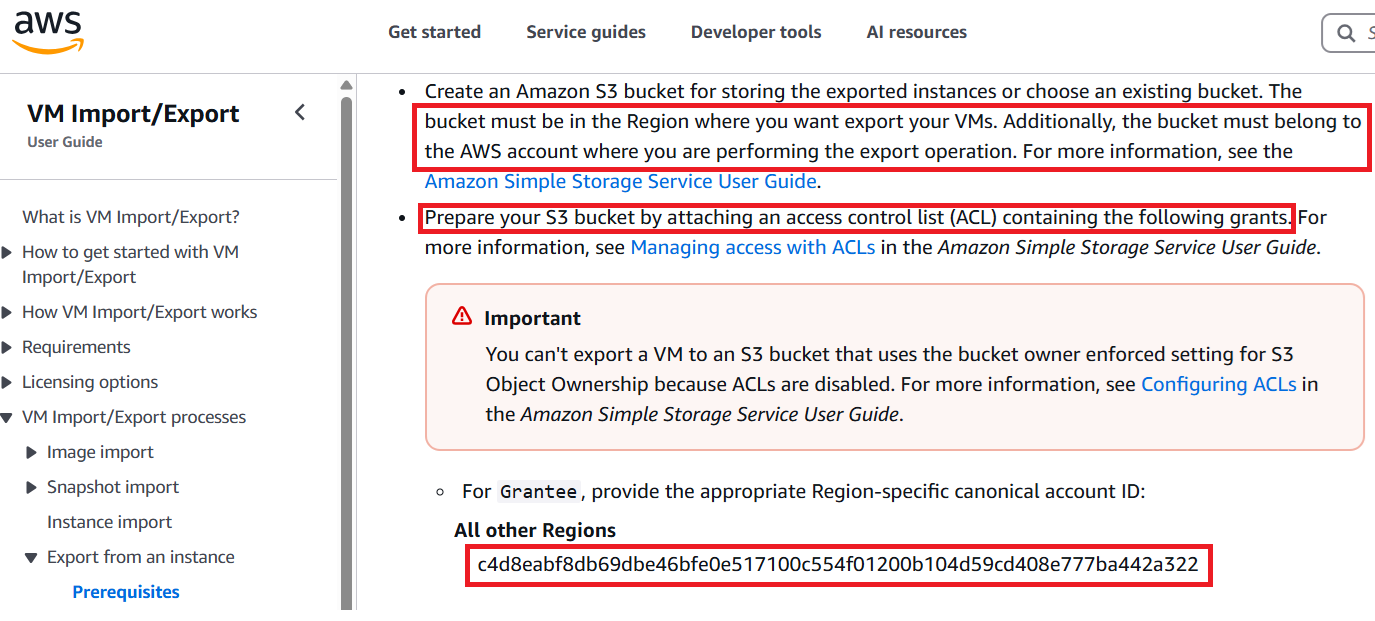 aws
Get started
Service guides
Developer tools
AI resources
VM Import/Export
User Guide
What is VM Import/Export?
How to get started with VM
Import/Export
How VM Import/Export works
Requirements
Licensing options
VM Import/Export processes
Image import
Snapshot import
Instance import
Export from an instance
Prerequisites
Create an Amazon S3 bucket for storing the exported instances or choose an existing bucket. The
bucket must be in the Region where you want export your VMs. Additionally, the bucket must belong to
the AWS account where you are performing the export operation. For more information, see the
Amazon Simple Storage Service User Guide.
Prepare your S3 bucket by attaching an access control list (ACL) containing the following grants. For
more information, see Managing access with ACLs in the Amazon Simple Storage Service User Guide.
Important
You can't export a VM to an S3 bucket that uses the bucket owner enforced setting for S3
Object Ownership because ACLs are disabled. For more information, see Configuring ACLs in
the Amazon Simple Storage Service User Guide.
For Grantee, provide the appropriate Region-specific canonical account ID:
All other Regions
c4d8eabf8db69dbe46bfe0e517100c554f01200b104d59cd408e777ba442a322